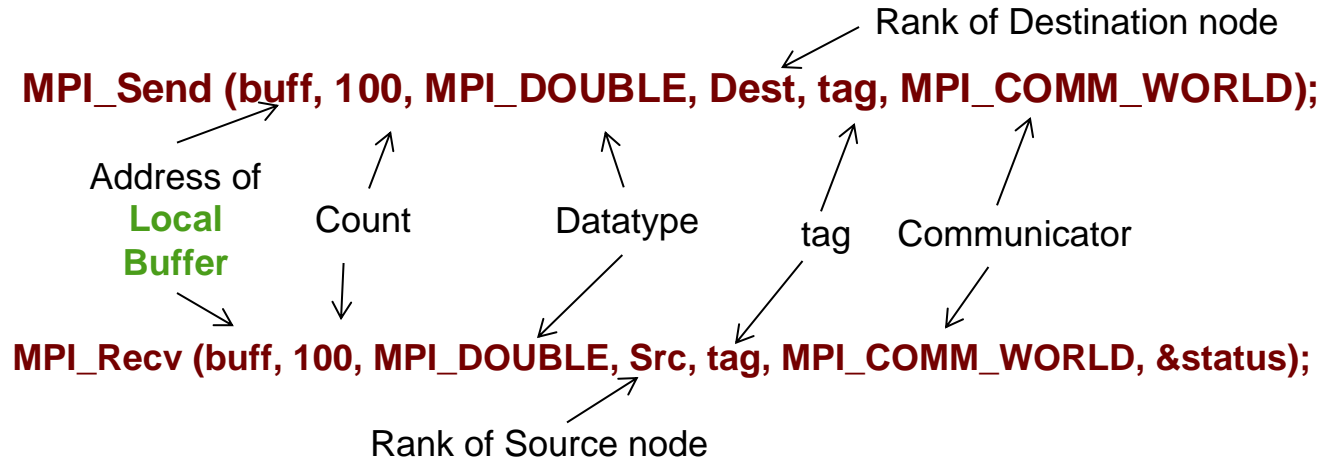 Rank of Destination node
MPI_Send (buff, 100, MPI_DOUBLE, Dest, tag, MPI_COMM_WORLD);
Address of
Local
Buffer
Count
Datatype
tag
Communicator
MPI_Recv (buff, 100, MPI_DOUBLE, Src, tag, MPI_COMM_WORLD, &status);
Rank of Source node